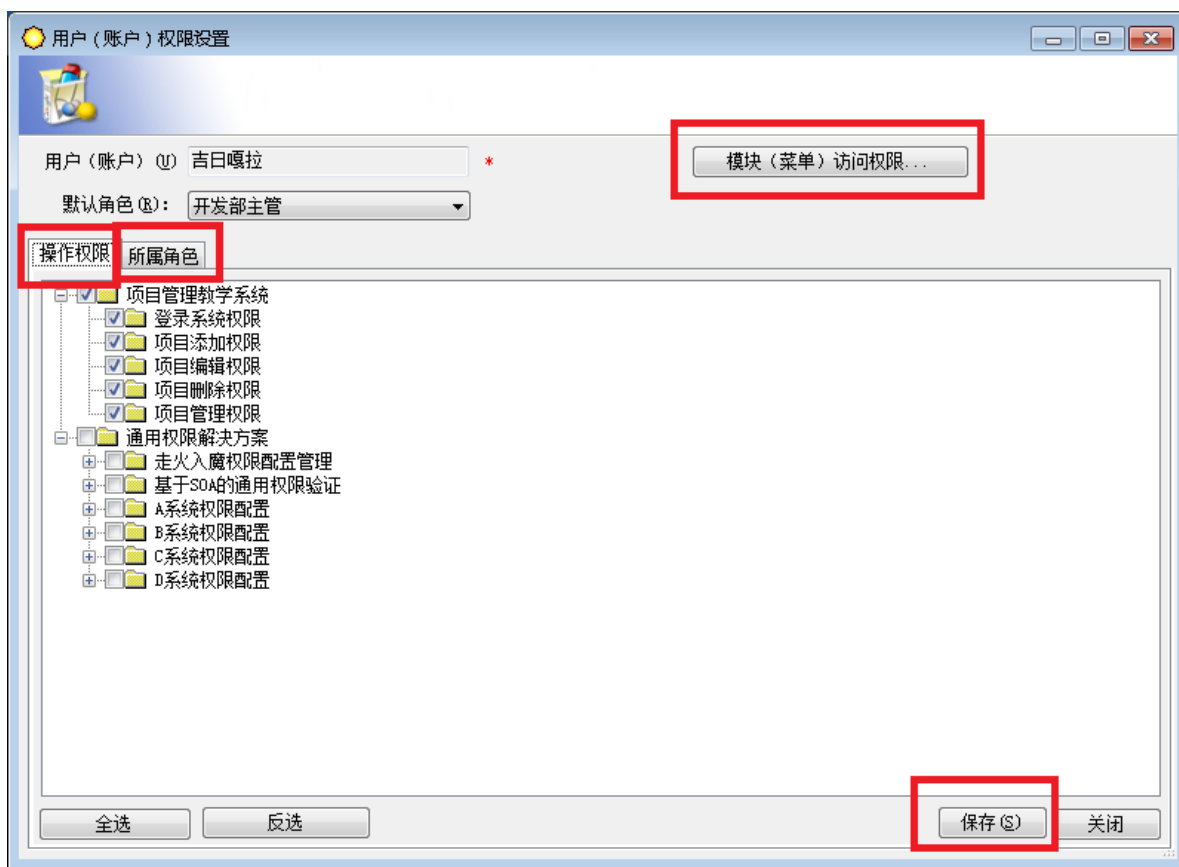 用户(账户)权限设置
用户(账户) (U) 吉日嘎拉 *
模块(菜单)访问权限...
默认角色(R): 开发部主管
操作权限 所属角色
项目管理教学系统
登录系统权限
项目添加权限
项目编辑权限
项目删除权限
项目管理权限
通用权限解决方案
走火入魔权限配置管理
基于SOA的通用权限验证
A系统权限配置
B系统权限配置
C系统权限配置
D系统权限配置
全选 反选 保存(S) 关闭